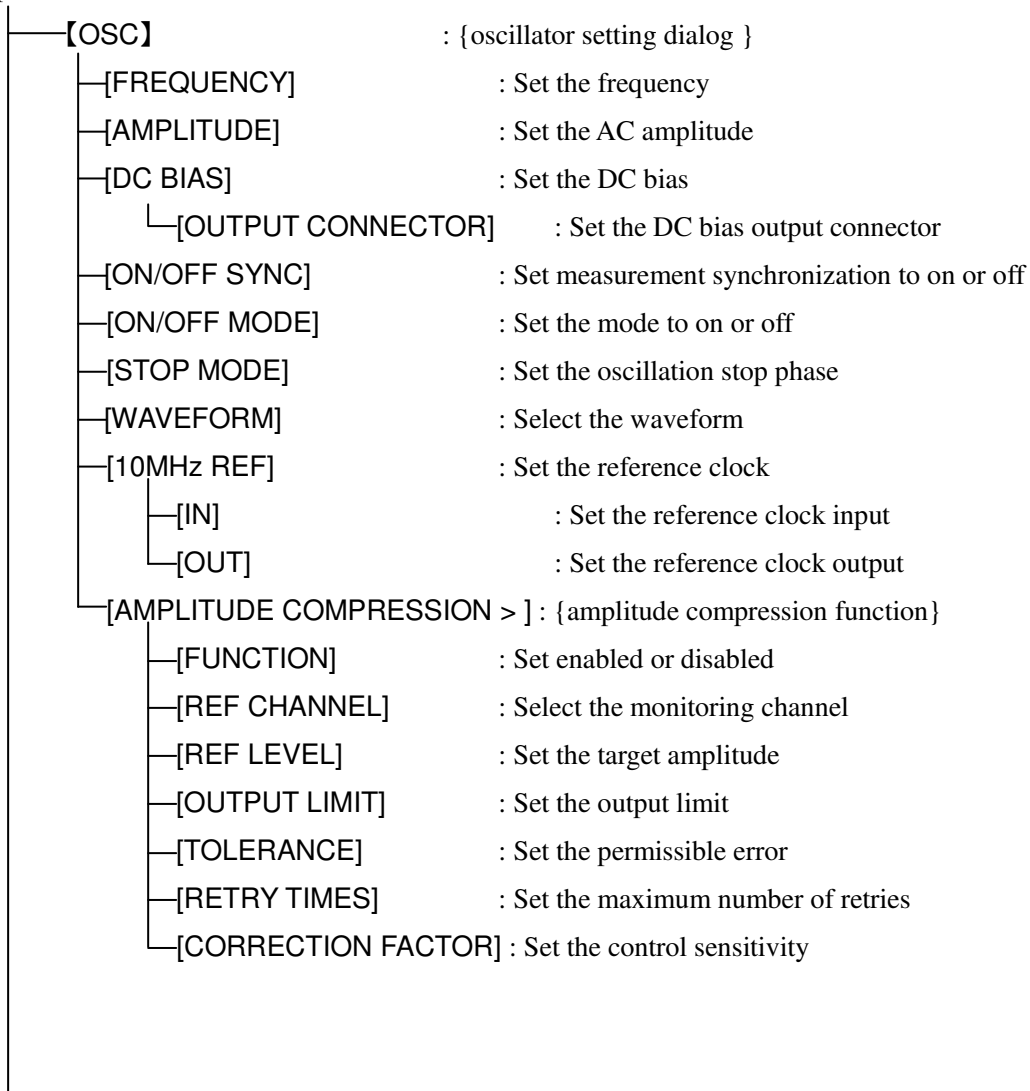 【OSC】 : {oscillator setting dialog }
[FREQUENCY] : Set the frequency
[AMPLITUDE] : Set the AC amplitude
[DC BIAS] : Set the DC bias
[OUTPUT CONNECTOR] : Set the DC bias output connector
[ON/OFF SYNC] : Set measurement synchronization to on or off
[ON/OFF MODE] : Set the mode to on or off
[STOP MODE] : Set the oscillation stop phase
[WAVEFORM] : Select the waveform
[10MHz REF] : Set the reference clock
[IN] : Set the reference clock input
[OUT] : Set the reference clock output
[AMPLITUDE COMPRESSION > ] : {amplitude compression function}
[FUNCTION] : Set enabled or disabled
[REF CHANNEL] : Select the monitoring channel
[REF LEVEL] : Set the target amplitude
[OUTPUT LIMIT] : Set the output limit
[TOLERANCE] : Set the permissible error
[RETRY TIMES] : Set the maximum number of retries
[CORRECTION FACTOR] : Set the control sensitivity